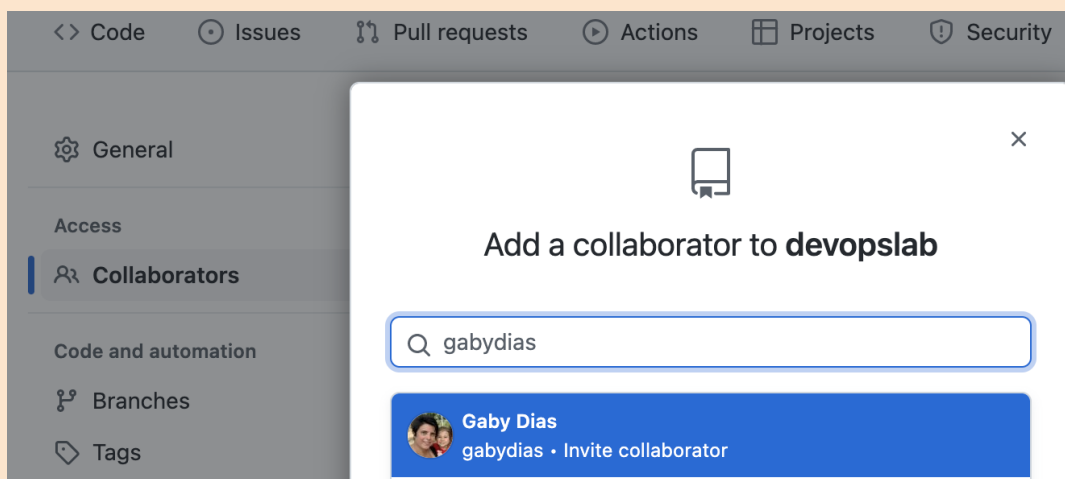 Code Issues Pull requests Actions Projects Security
General
Access
Collaborators
Code and automation
Branches
Tags
Add a collaborator to devopslab
gabydias
Gaby Dias
gabydias • Invite collaborator